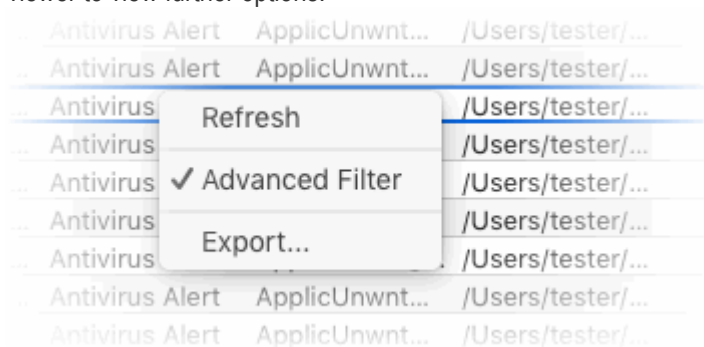 viewer to view further options.
... Antivirus Alert ApplicUnwnt... /Users/tester/...
... Antivirus Alert ApplicUnwnt... /Users/tester/...
... Antivirus /Users/tester/...
Refresh
... Antivirus /Users/tester/...
... Antivirus ✓ Advanced Filter /Users/tester/...
... Antivirus /Users/tester/...
Export...
... Antivirus /Users/tester/...
... Antivirus Alert ApplicUnwnt... /Users/tester/...
... Antivirus Alert ApplicUnwnt... /Users/tester/...